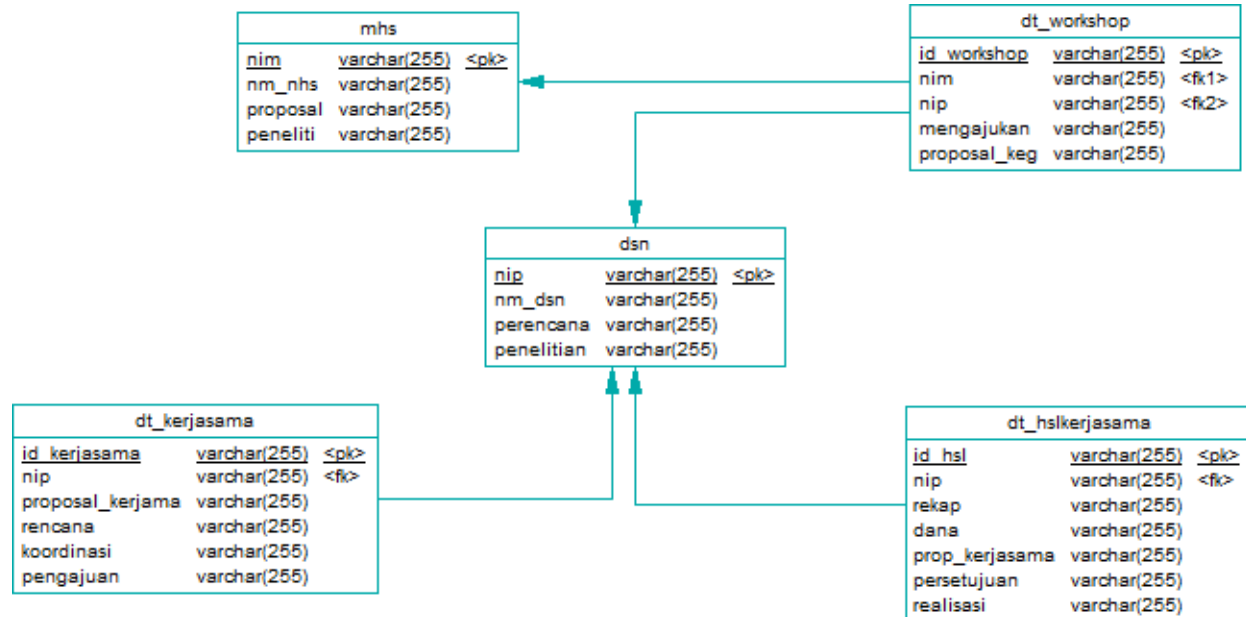 mhs
nim varchar(255) <pk>
nm_nhs varchar(255)
proposal varchar(255)
peneliti varchar(255)
dt_workshop
id_workshop varchar(255) <pk>
nim varchar(255) <fk1>
nip varchar(255) <fk2>
mengajukan varchar(255)
proposal_keg varchar(255)
dsn
nip varchar(255) <pk>
nm_dsn varchar(255)
perencana varchar(255)
penelitian varchar(255)
dt_kerjasama
id_kerjasama varchar(255) <pk>
nip varchar(255) <fk>
proposal_kerjama varchar(255)
rencana varchar(255)
koordinasi varchar(255)
pengajuan varchar(255)
dt_hslkerjasama
id_hsl varchar(255) <pk>
nip varchar(255) <fk>
rekap varchar(255)
dana varchar(255)
prop_kerjasama varchar(255)
persetujuan varchar(255)
realisasi varchar(255)